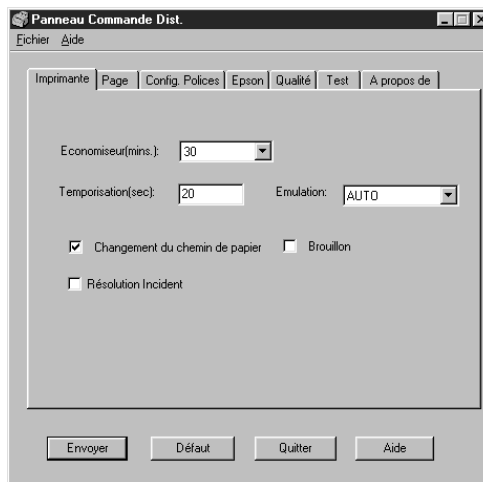 Panneau Commande Dist.
Fichier Aide
Imprimante Page Config. Polices Epson Qualité Test A propos de
Economiseur(mins.): 30
Temporisation(sec): 20 Emulation: AUTO
Changement du chemin de papier Brouillon
Résolution Incident
Envoyer Défaut Quitter Aide